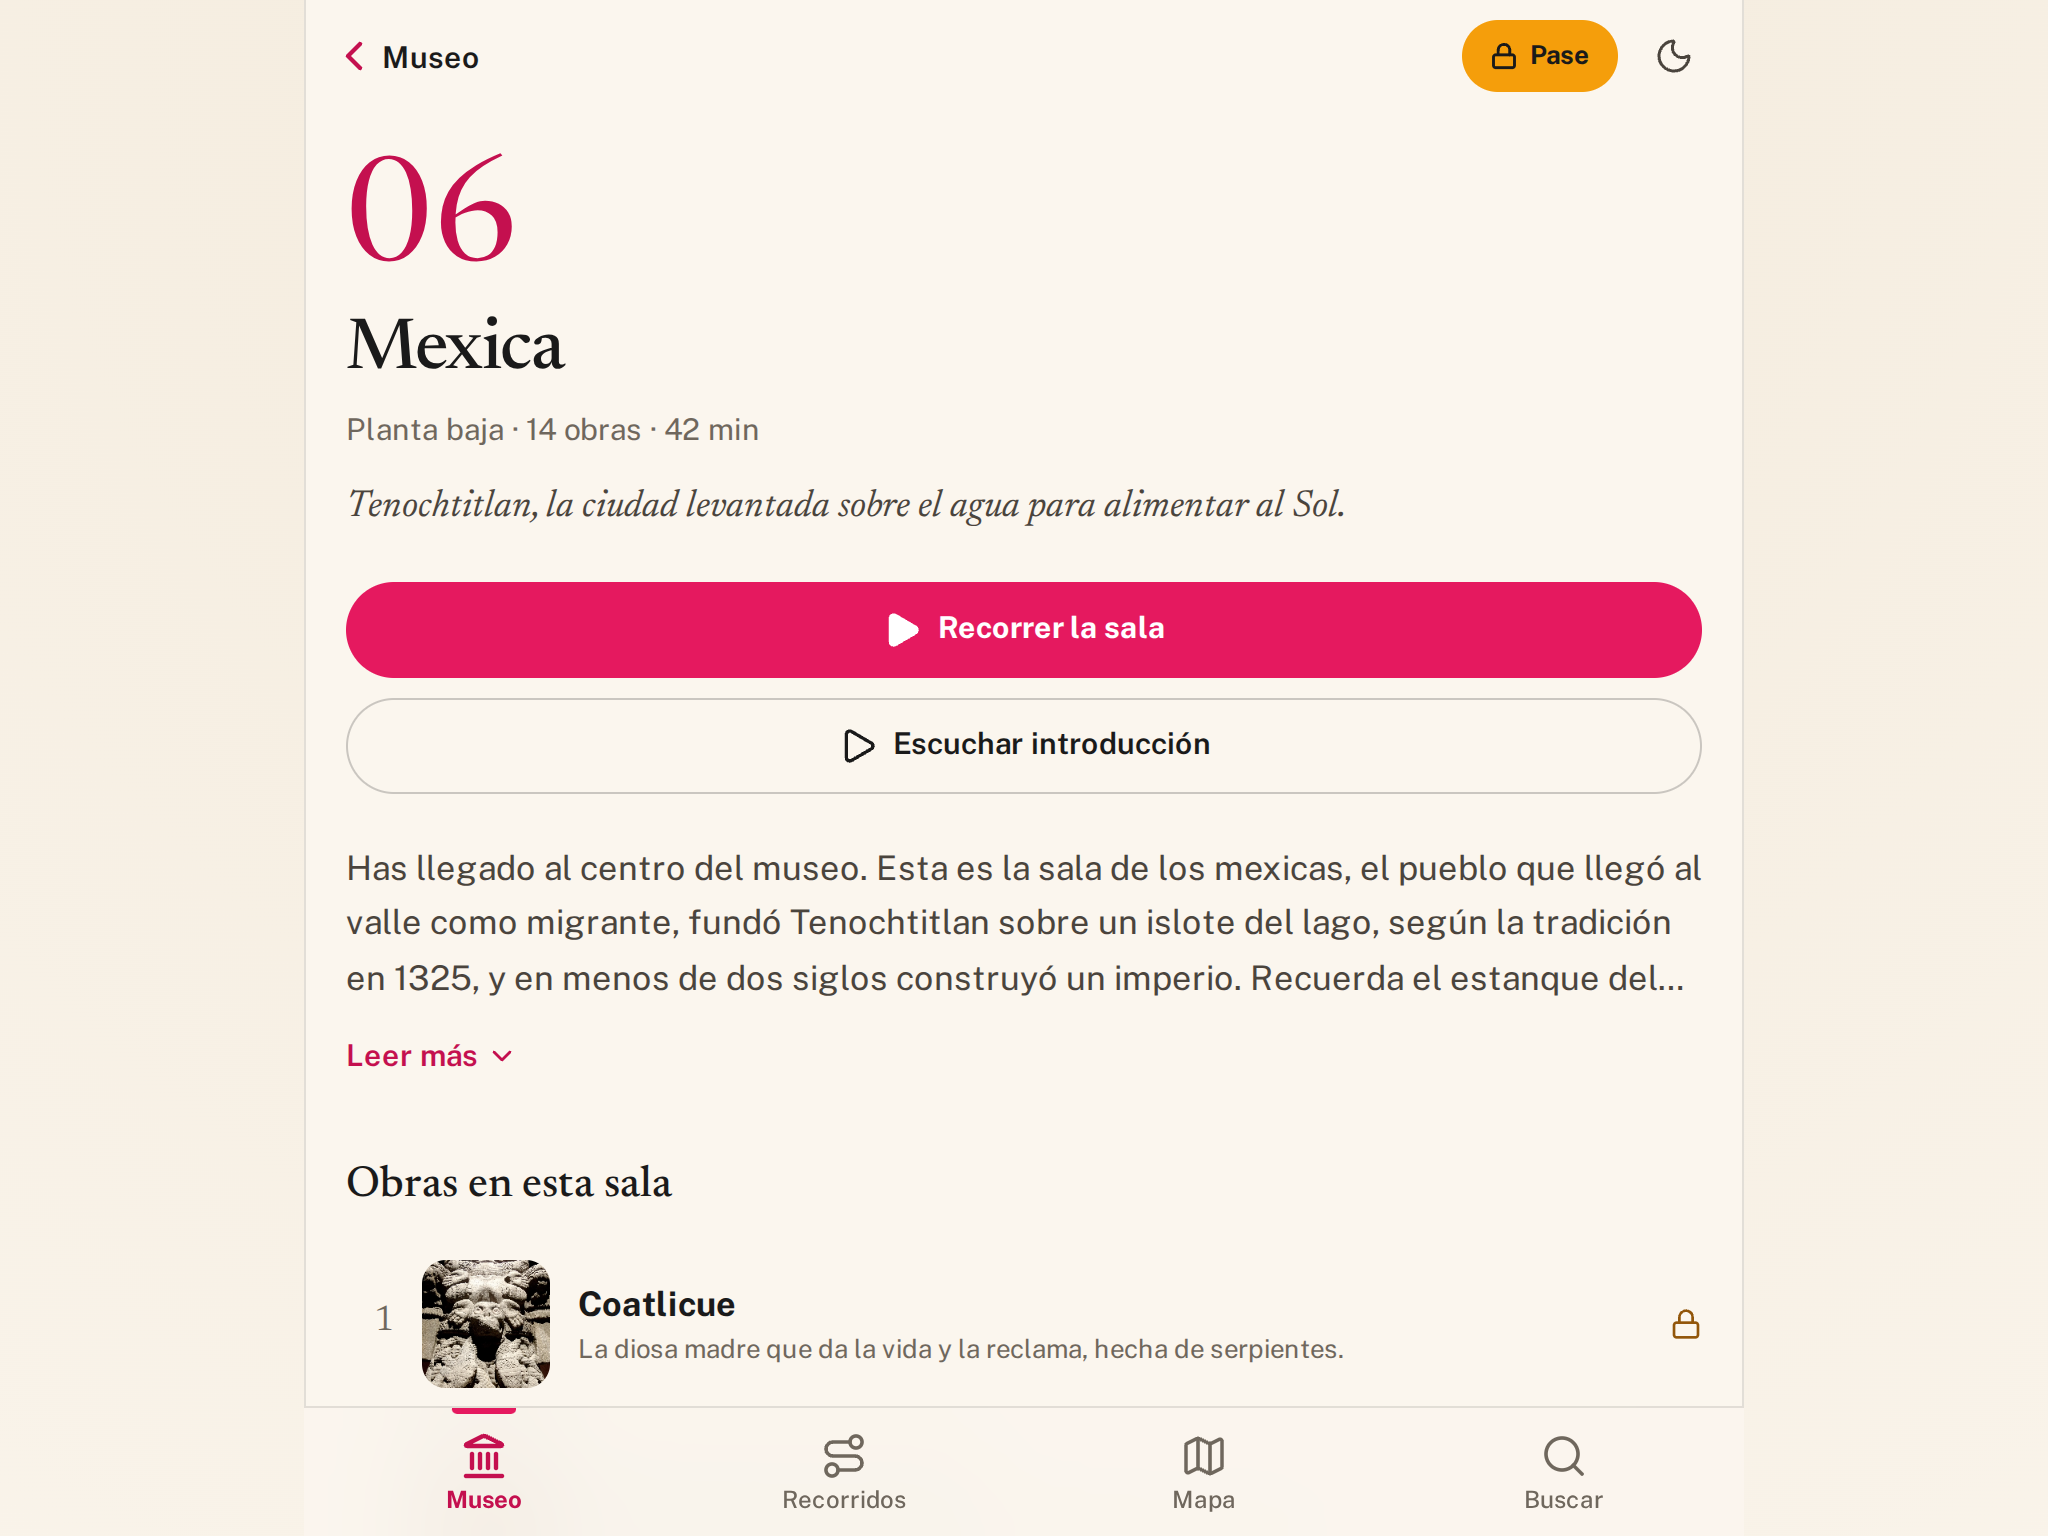 Museo
Pase
06
Mexica
Planta baja · 14 obras · 42 min
Tenochtitlan, la ciudad levantada sobre el agua para alimentar al Sol.
Recorrer la sala
Escuchar introducción
Has llegado al centro del museo. Esta es la sala de los mexicas, el pueblo que llegó al
valle como migrante, fundó Tenochtitlan sobre un islote del lago, según la tradición
en 1325, y en menos de dos siglos construyó un imperio. Recuerda el estanque del...
Leer más
Obras en esta sala
1
Coatlicue
La diosa madre que da la vida y la reclama, hecha de serpientes.
Museo
Recorridos
Mapa
Buscar